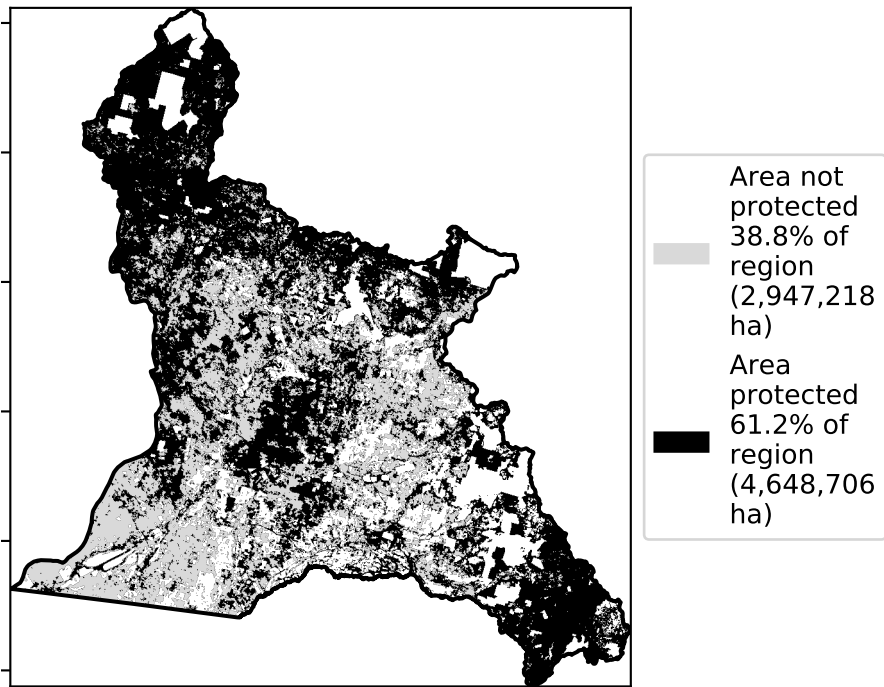 Area not
protected
38.8% of
region
(2,947,218
ha)
Area
protected
61.2% of
region
(4,648,706
ha)